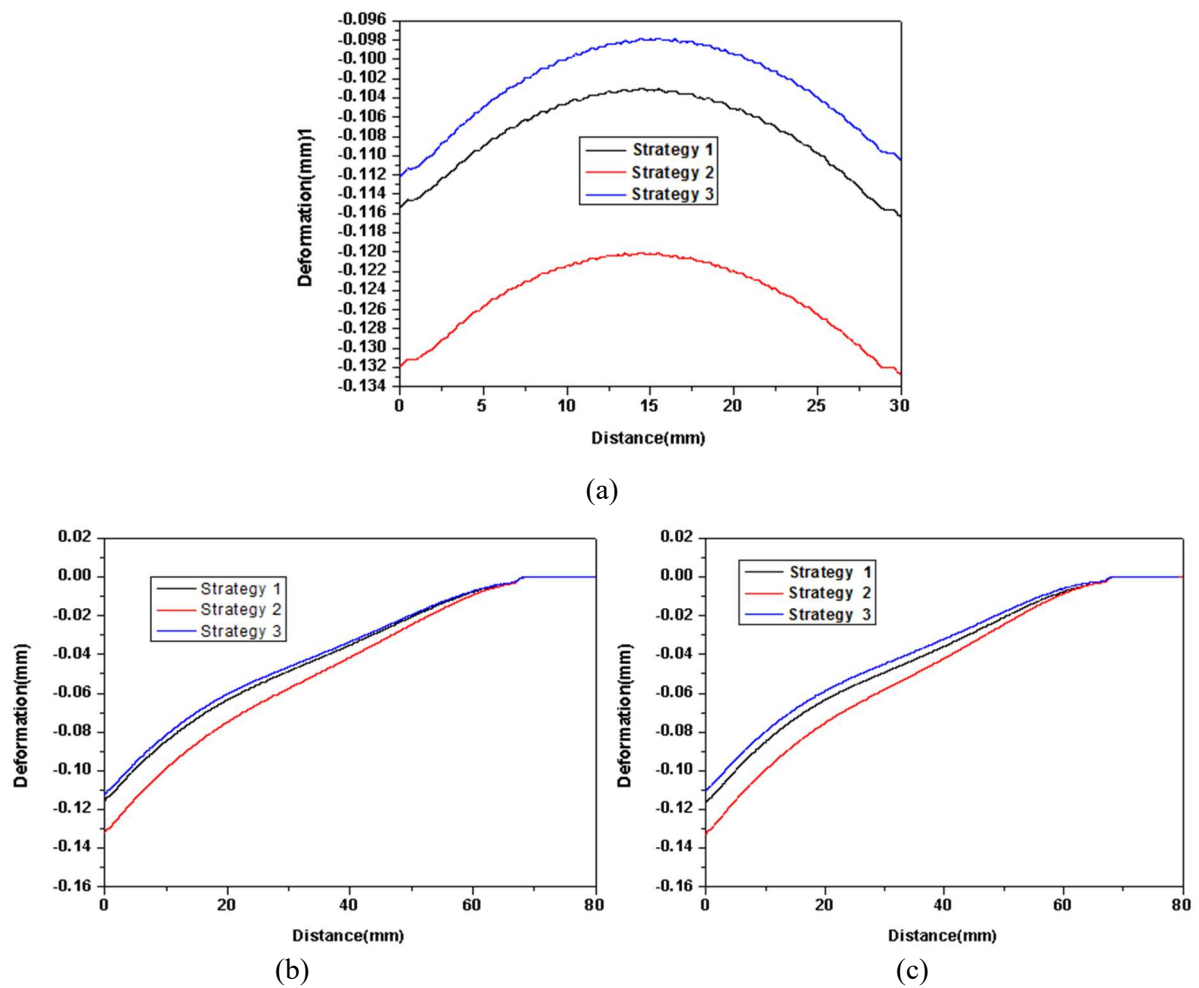 -0.096
-0.098
-0.100
-0.102
-0.104
-0.106
-0.108
-0.110
-0.112
-0.114
-0.116
-0.118
-0.120
-0.122
-0.124
-0.126
-0.128
-0.130
-0.132
-0.134
Deformation(mm)1
Strategy 1
Strategy 2
Strategy 3
0 5 10 15 20 25 30
Distance(mm)
(a)
0.02
0.00
-0.02
-0.04
-0.06
-0.08
-0.10
-0.12
-0.14
-0.16
Deformation(mm)
Strategy 1
Strategy 2
Strategy 3
0 20 40 60 80
Distance(mm)
(b)
0.02
0.00
-0.02
-0.04
-0.06
-0.08
-0.10
-0.12
-0.14
-0.16
Deformation(mm)
Strategy 1
Strategy 2
Strategy 3
0 20 40 60 80
Distance(mm)
(c)